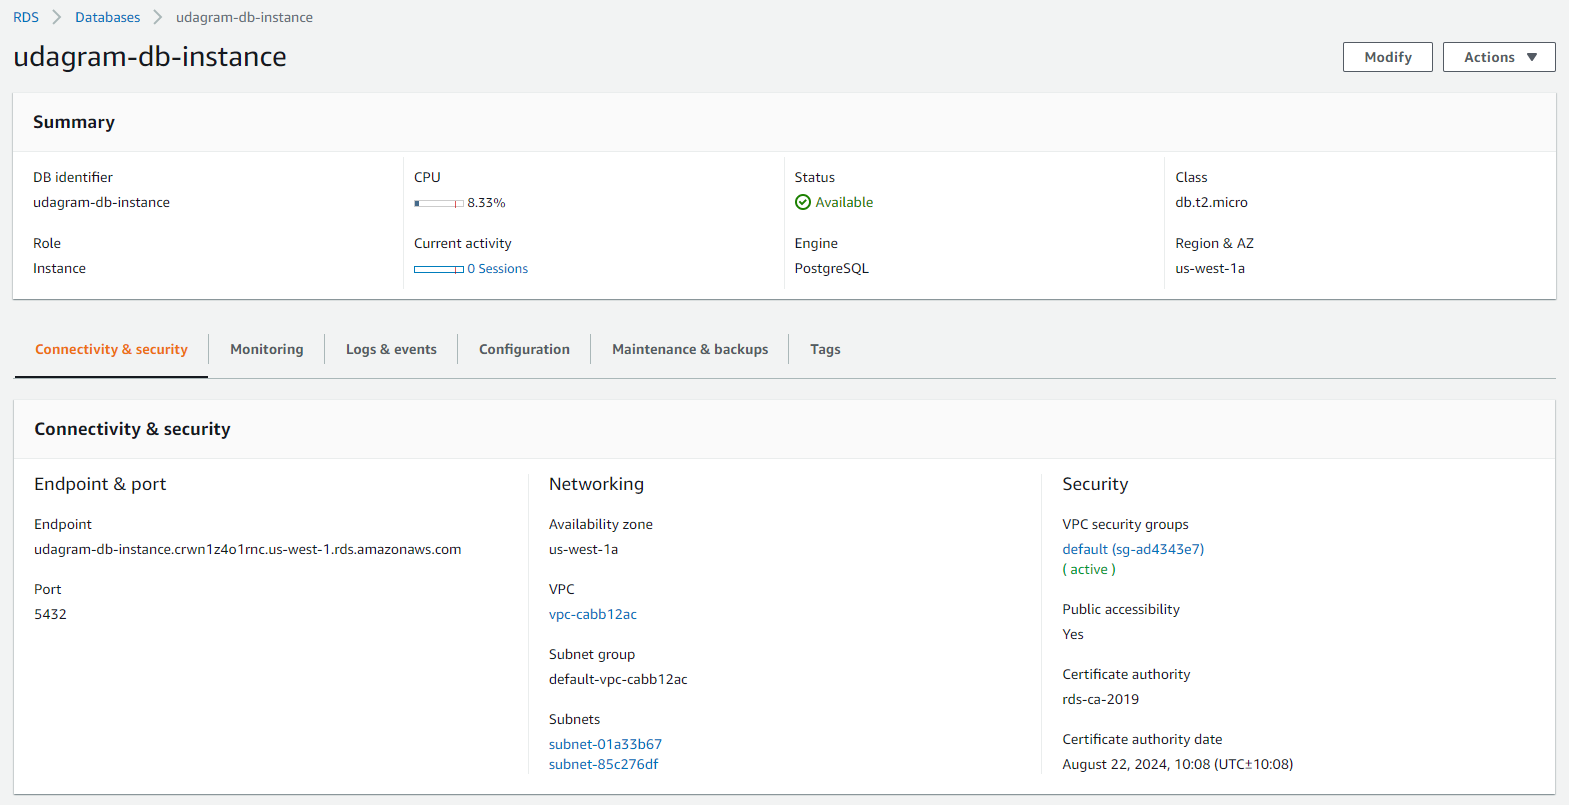 RDS
Databases
udagram-db-instance
udagram-db-instance
Modify
Actions
Summary
DB identifier
udagram-db-instance
CPU
8.33%
Status
Available
Class
db.t2.micro
Role
Instance
Current activity
0 Sessions
Engine
PostgreSQL
Region & AZ
us-west-1a
Connectivity & security
Monitoring
Logs & events
Configuration
Maintenance & backups
Tags
Connectivity & security
Endpoint & port
Endpoint
udagram-db-instance.crwn1z4o1rnc.us-west-1.rds.amazonaws.com
Port
5432
Networking
Availability zone
us-west-1a
VPC
vpc-cabb12ac
Subnet group
default-vpc-cabb12ac
Subnets
subnet-01a33b67
subnet-85c276df
Security
VPC security groups
default (sg-ad4343e7)
( active )
Public accessibility
Yes
Certificate authority
rds-ca-2019
Certificate authority date
August 22, 2024, 10:08 (UTC±10:08)